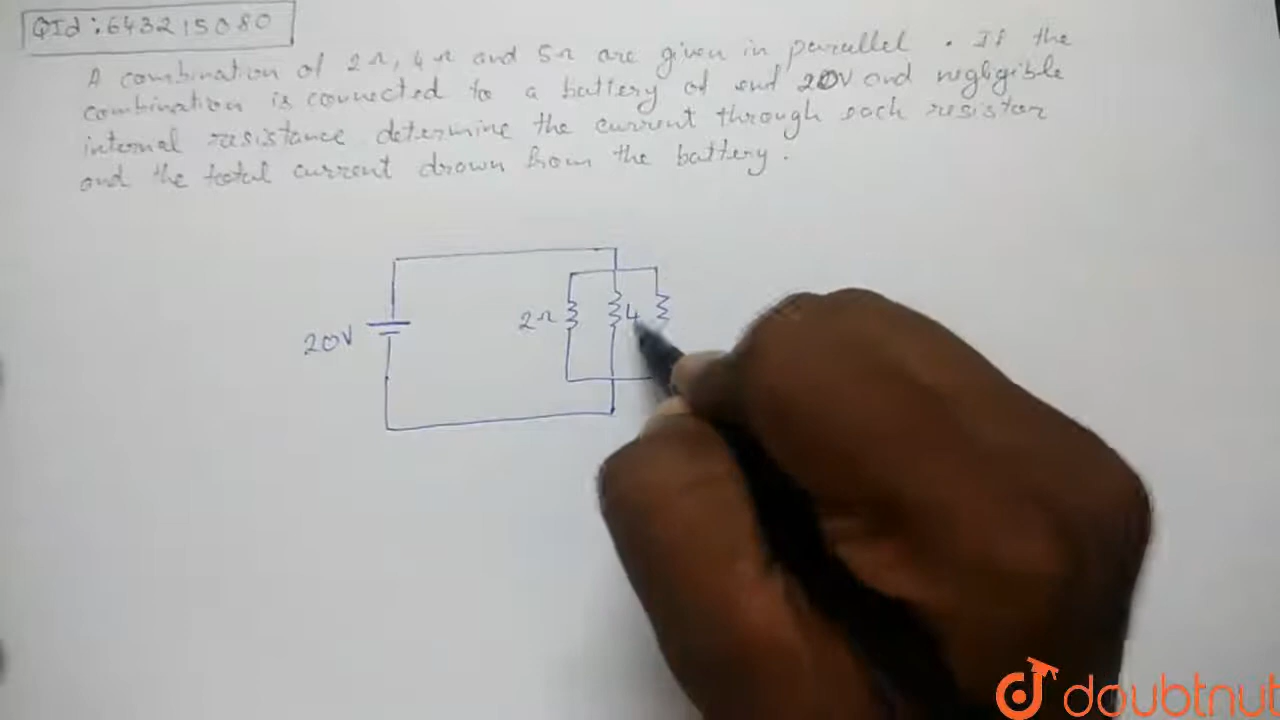 QId : 643215080
A combination of 2Ω, 4Ω and 5Ω are given in parallel . If the
combination is connected to a battery of emf 20V and negligible
internal resistance determine the current through each resistor
and the total current drown from the battery .
20V
2Ω
4
doubtnut